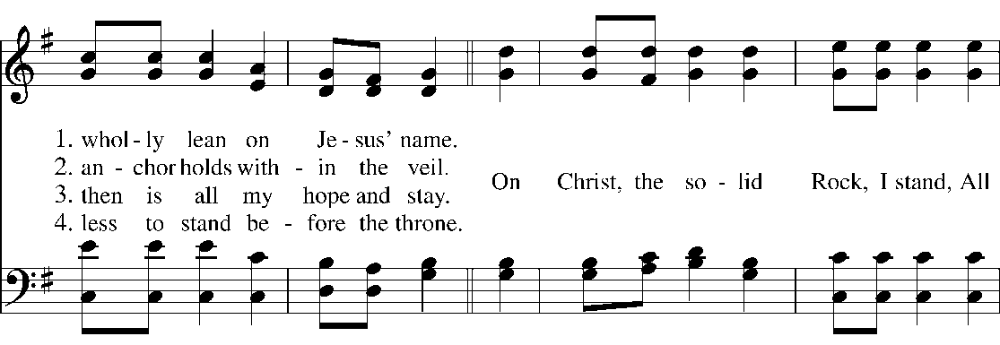 1. whol - ly lean on Je - sus’ name.
2. an - chor holds with - in the veil.
3. then is all my hope and stay.
4. less to stand be - fore the throne.
On Christ, the so - lid Rock, I stand, All